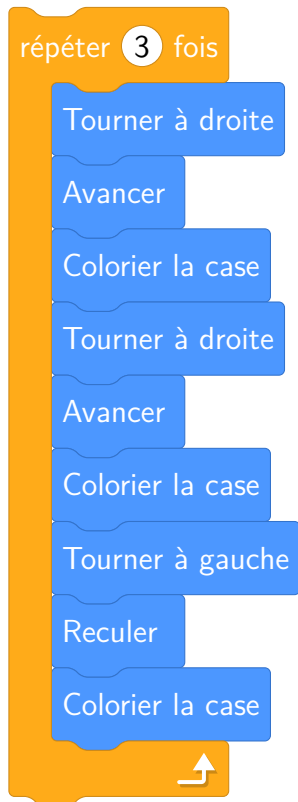 répéter 3 fois
Tourner à droite
Avancer
Colorier la case
Tourner à droite
Avancer
Colorier la case
Tourner à gauche
Reculer
Colorier la case